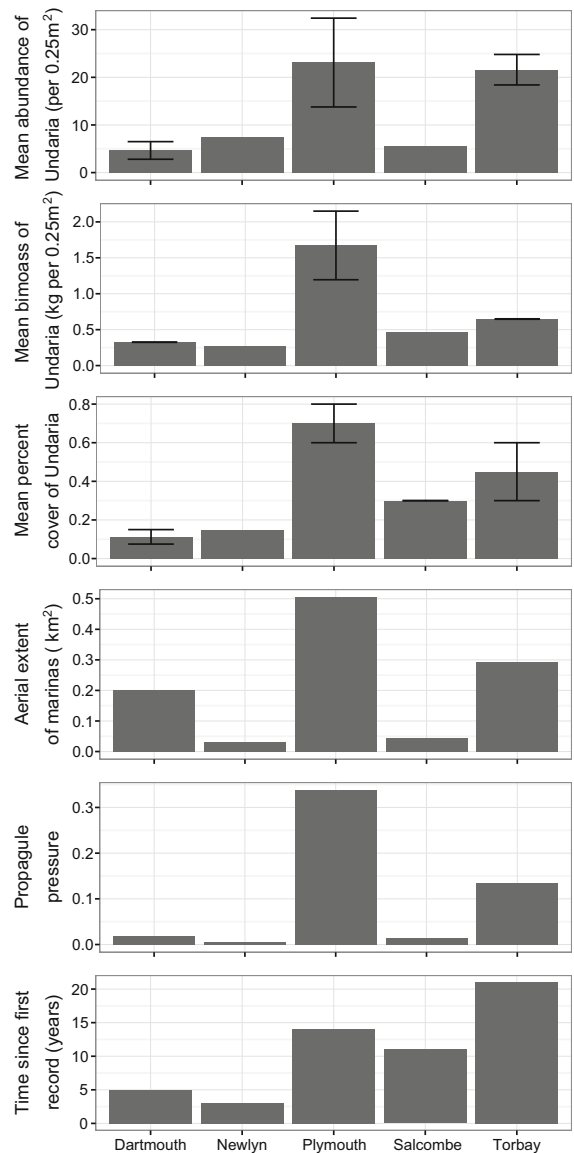 Mean abundance of
Undaria (per 0.25m²)
30
20
10
0
Mean bimoass of
Undaria (kg per 0.25m²)
2.0
1.5
1.0
0.5
0.0
Mean percent
cover of Undaria
0.8
0.6
0.4
0.2
0.0
Aerial extent
of marinas ( km²)
0.5
0.4
0.3
0.2
0.1
0.0
Propagule
pressure
0.3
0.2
0.1
0.0
Time since first
record (years)
20
15
10
5
0
Dartmouth Newlyn Plymouth Salcombe Torbay